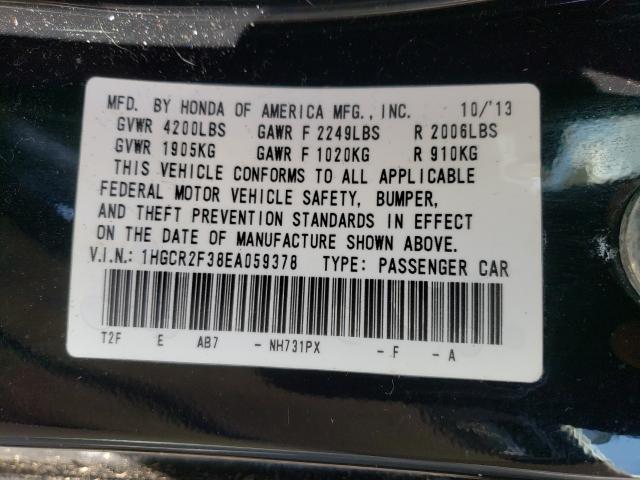 MFD. BY HONDA OF AMERICA MFG., INC. 10/'13
GVWR 4200LBS GAWR F 2249LBS R 2006LBS
GVWR 1905KG GAWR F 1020KG R 910KG
THIS VEHICLE CONFORMS TO ALL APPLICABLE
FEDERAL MOTOR VEHICLE SAFETY, BUMPER,
AND THEFT PREVENTION STANDARDS IN EFFECT
ON THE DATE OF MANUFACTURE SHOWN ABOVE.
V.I.N.: 1HGCR2F38EA059378 TYPE: PASSENGER CAR
T2F E AB7 - NH731PX - F - A